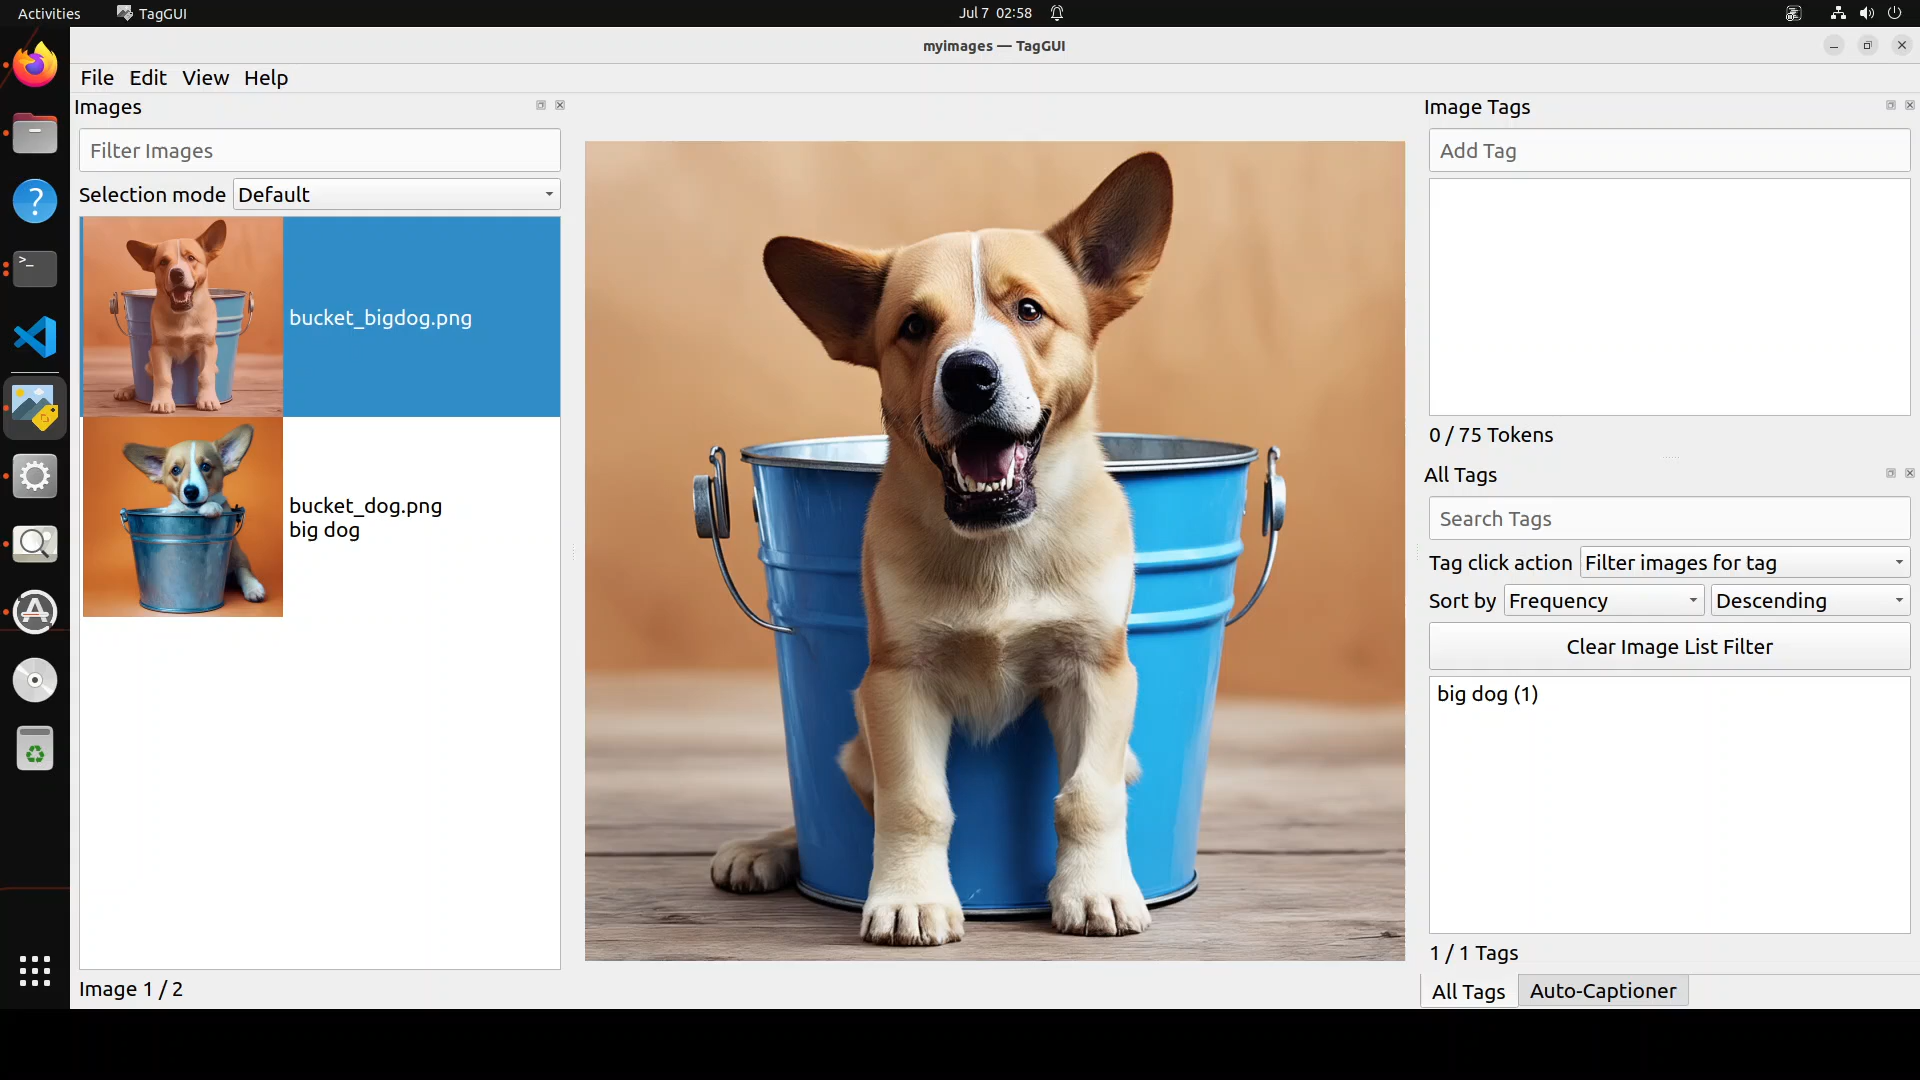 Activities
TagGUI
Jul 7 02:58
myimages — TagGUI
File Edit View Help
Images
Filter Images
Selection mode Default
bucket_bigdog.png
bucket_dog.png
big dog
Image 1 / 2
Image Tags
Add Tag
0 / 75 Tokens
All Tags
Search Tags
Tag click action Filter images for tag
Sort by Frequency Descending
Clear Image List Filter
big dog (1)
1 / 1 Tags
All Tags Auto-Captioner